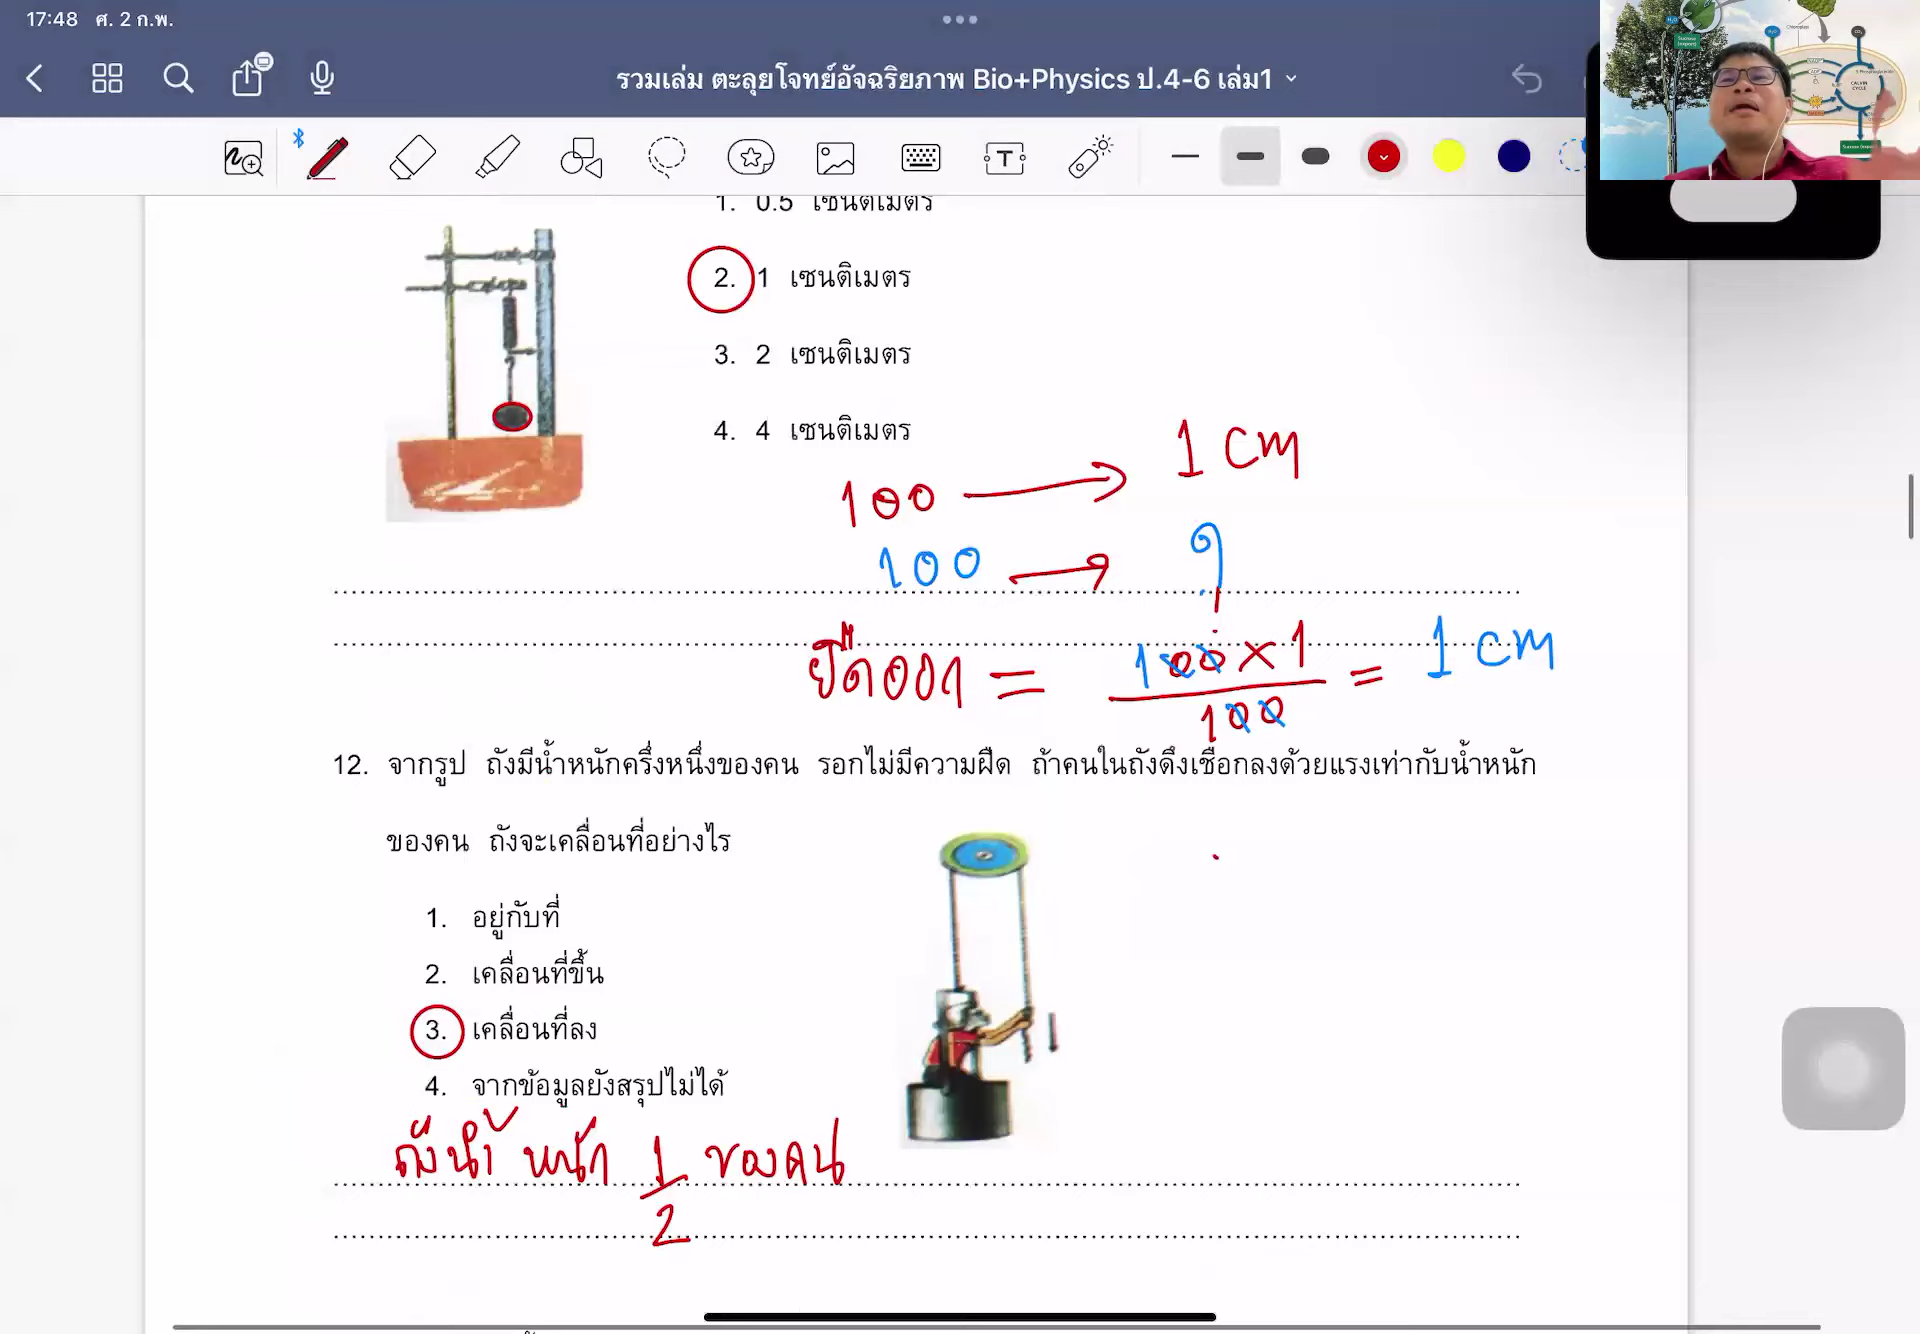 17:48 ศ. 2 ก.พ.
รวมเล่ม ตะลุยโจทย์อัจฉริยภาพ Bio+Physics ป.4-6 เล่ม1
1. 0.5 เซนติเมตร
2. 1 เซนติเมตร
3. 2 เซนติเมตร
4. 4 เซนติเมตร
100 → 1 cm
100 → ?
ยืดออก = 100 x 1 / 100 = 1 cm
12. จากรูป ถังมีน้ำหนักครึ่งหนึ่งของคน รอกไม่มีความฝืด ถ้าคนในถังดึงเชือกลงด้วยแรงเท่ากับน้ำหนัก
ของคน ถังจะเคลื่อนที่อย่างไร
1. อยู่กับที่
2. เคลื่อนที่ขึ้น
3. เคลื่อนที่ลง
4. จากข้อมูลยังสรุปไม่ได้
ถังน้ำหนัก 1/2 ของคน